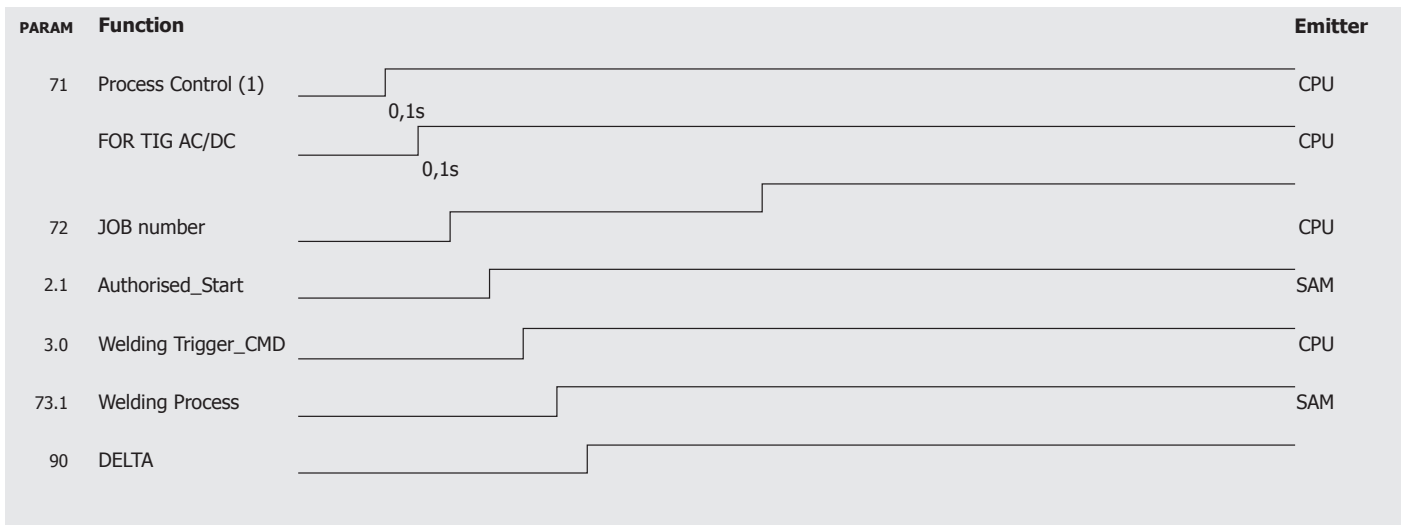 PARAM Function Emitter
71 Process Control (1) CPU
0,1s
FOR TIG AC/DC CPU
0,1s
72 JOB number CPU
2.1 Authorised_Start SAM
3.0 Welding Trigger_CMD CPU
73.1 Welding Process SAM
90 DELTA